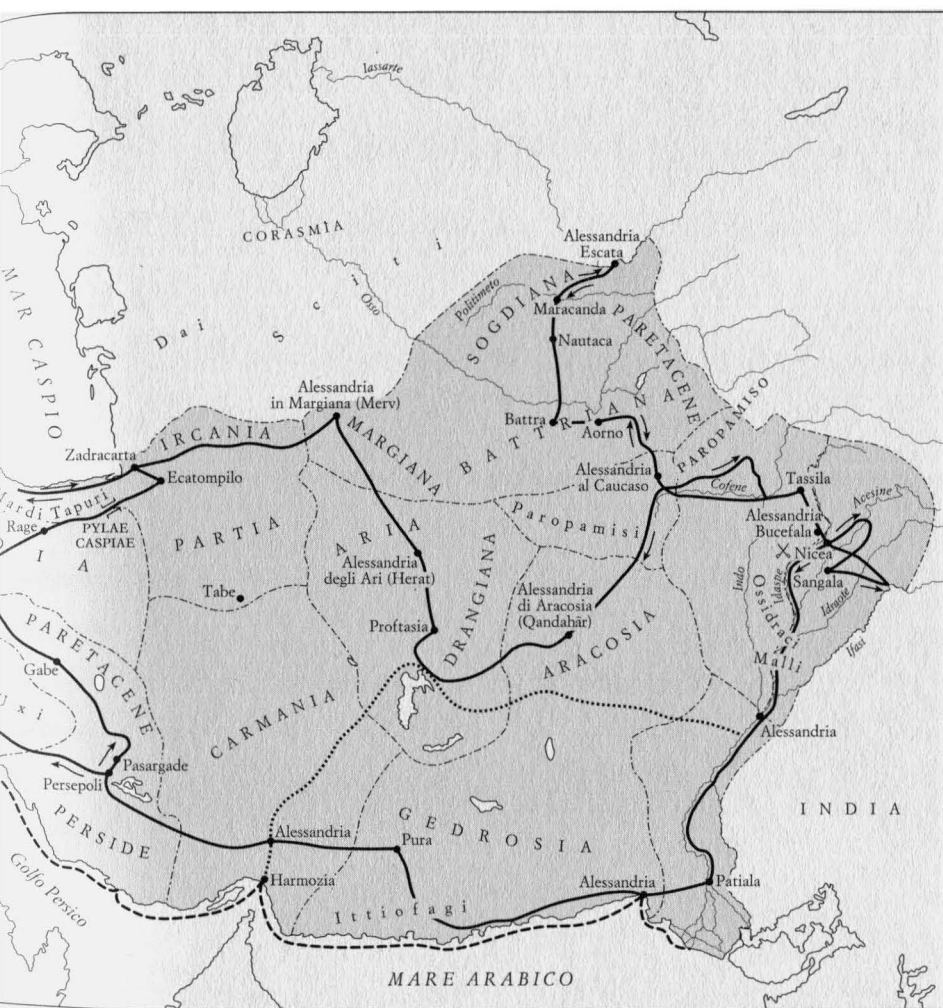 Iassarte
CORASMÌA
MAR CASPIO
Dai
Sciti
Osso
Politimeto
Alessandria
Escata
SOGDIANA
Maracanda
PARETACENE
Nautaca
Alessandria
in Margiana (Merv)
IRCANIA
MARGIANA
BATTRIANA
Battra
Aorno
PAROPAMISO
Zadracarta
Ecatompilo
Mardi
Tapuri
Rage
PYLAE
CASPIAE
IA
Alessandria
al Caucaso
Cofene
Tassila
Acesine
Paropamisi
Alessandria
Bucefala
Nicea
Sangala
Indo
Idaspe
Ossidraci
Idraote
Ifasi
Malli
PARTIA
ARIA
Alessandria
degli Ari (Herat)
Tabe
Proftasia
DRANGIANA
Alessandria
di Aracosia
(Qandahâr)
ARACOSIA
PARETACENE
Gabe
Uxi
CARMANIA
Alessandria
Pasargade
Persepoli
INDIA
PERSIDE
Golfo Persico
Alessandria
Pura
GEDROSIA
Harmozia
Alessandria
Patiala
Ittiofagi
MARE ARABICO